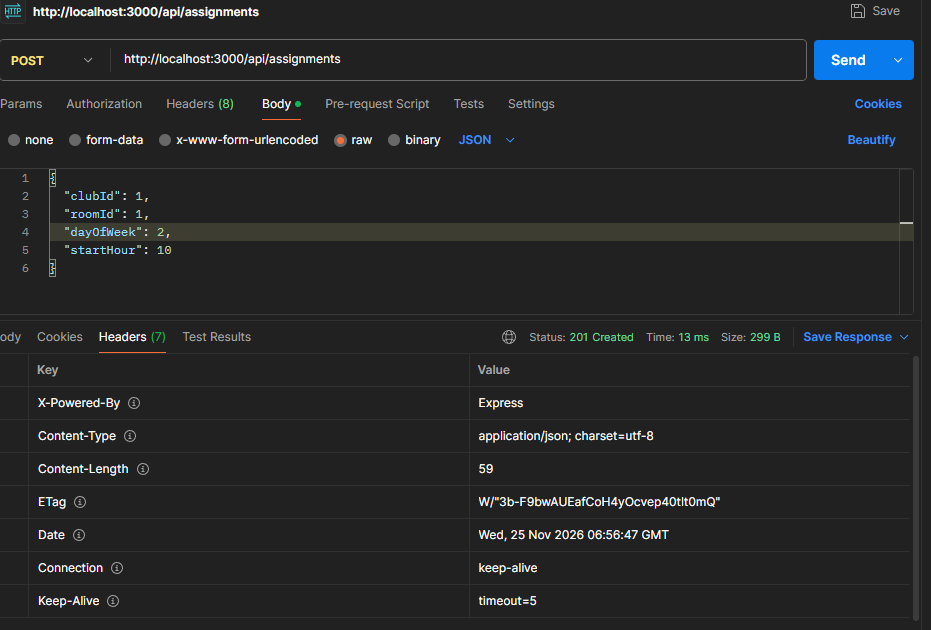 HTTP http://localhost:3000/api/assignments Save
POST http://localhost:3000/api/assignments Send
Params Authorization Headers (8) Body Pre-request Script Tests Settings Cookies
none form-data x-www-form-urlencoded raw binary JSON Beautify
1 {
2 "clubId": 1,
3 "roomId": 1,
4 "dayOfWeek": 2,
5 "startHour": 10
6 }
ody Cookies Headers (7) Test Results Status: 201 Created Time: 13 ms Size: 299 B Save Response
Key Value
X-Powered-By Express
Content-Type application/json; charset=utf-8
Content-Length 59
ETag W/"3b-F9bwAUEafCoH4yOcvep40tlt0mQ"
Date Wed, 25 Nov 2026 06:56:47 GMT
Connection keep-alive
Keep-Alive timeout=5